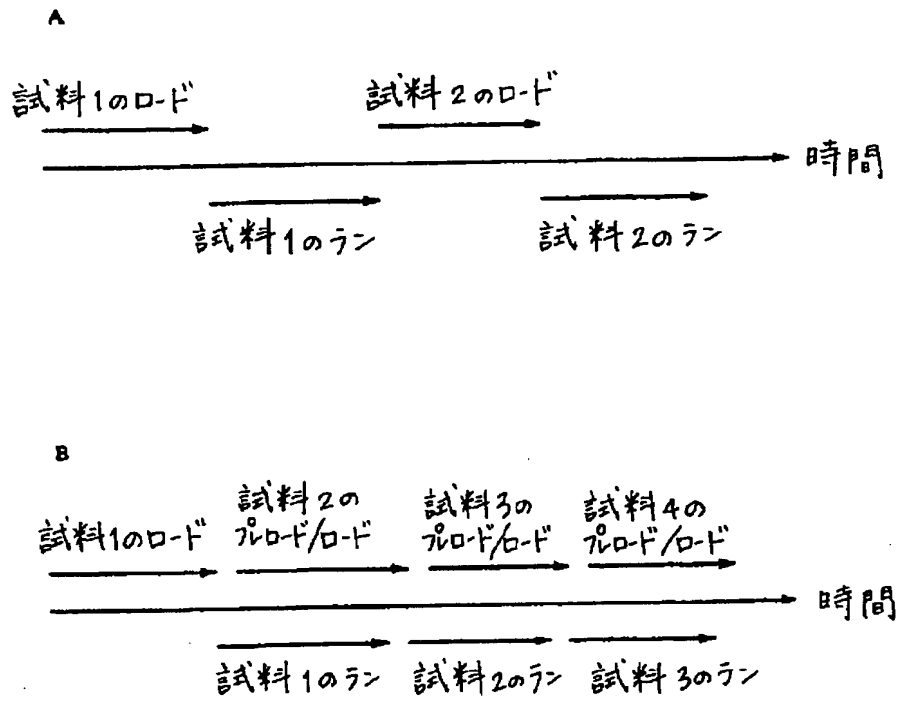 A
試料1のロード
試料2のロード
時間
試料1のラン
試料2のラン
B
試料1のロード
試料2の
プレロード/ロード
試料3の
プレロード/ロード
試料4の
プレロード/ロード
時間
試料1のラン
試料2のラン
試料3のラン